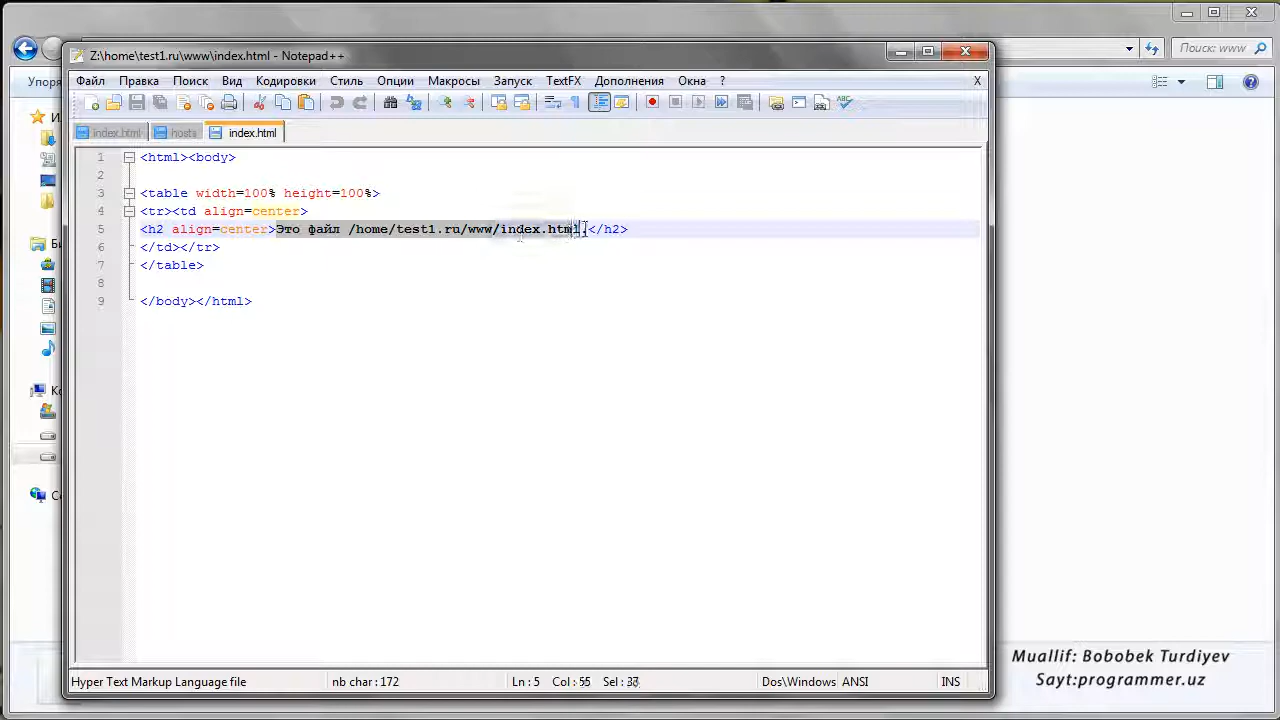 Поиск: www
Упоря
Z:\home\test1.ru\www\index.html - Notepad++
Файл Правка Поиск Вид Кодировки Стиль Опции Макросы Запуск TextFX Дополнения Окна ? X
index.html hosts index.html
1 <html><body>
2
3 <table width=100% height=100%>
4 <tr><td align=center>
5 <h2 align=center>Это файл /home/test1.ru/www/index.html.</h2>
6 </td></tr>
7 </table>
8
9 </body></html>
Muallif: Bobobek Turdiyev
Sayt:programmer.uz
Hyper Text Markup Language file nb char : 172 Ln : 5 Col : 55 Sel : 37 Dos\Windows ANSI INS